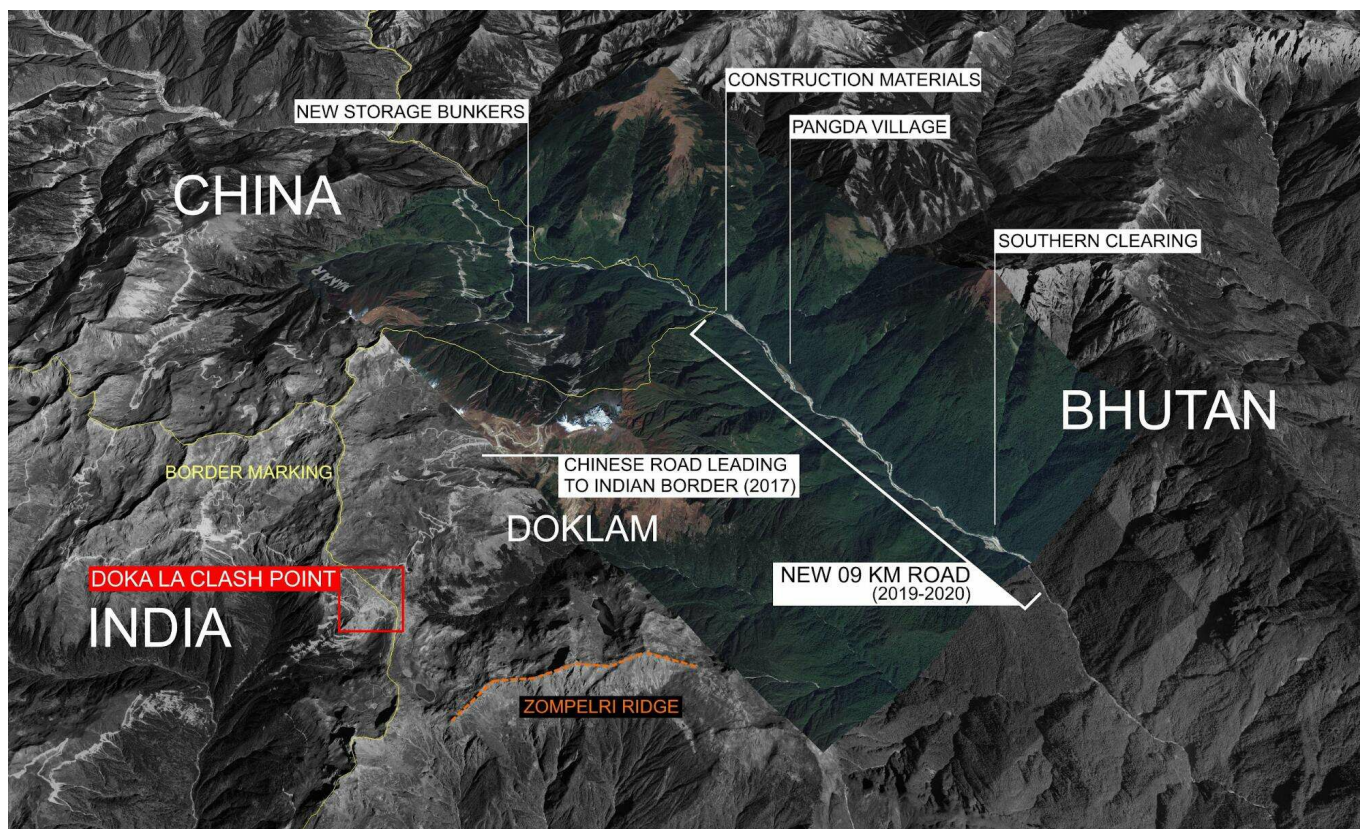 CONSTRUCTION MATERIALS
NEW STORAGE BUNKERS
PANGDA VILLAGE
CHINA
SOUTHERN CLEARING
MAXAR
BHUTAN
BORDER MARKING
CHINESE ROAD LEADING
TO INDIAN BORDER (2017)
DOKLAM
DOKA LA CLASH POINT
INDIA
NEW 09 KM ROAD
(2019-2020)
ZOMPELRI RIDGE